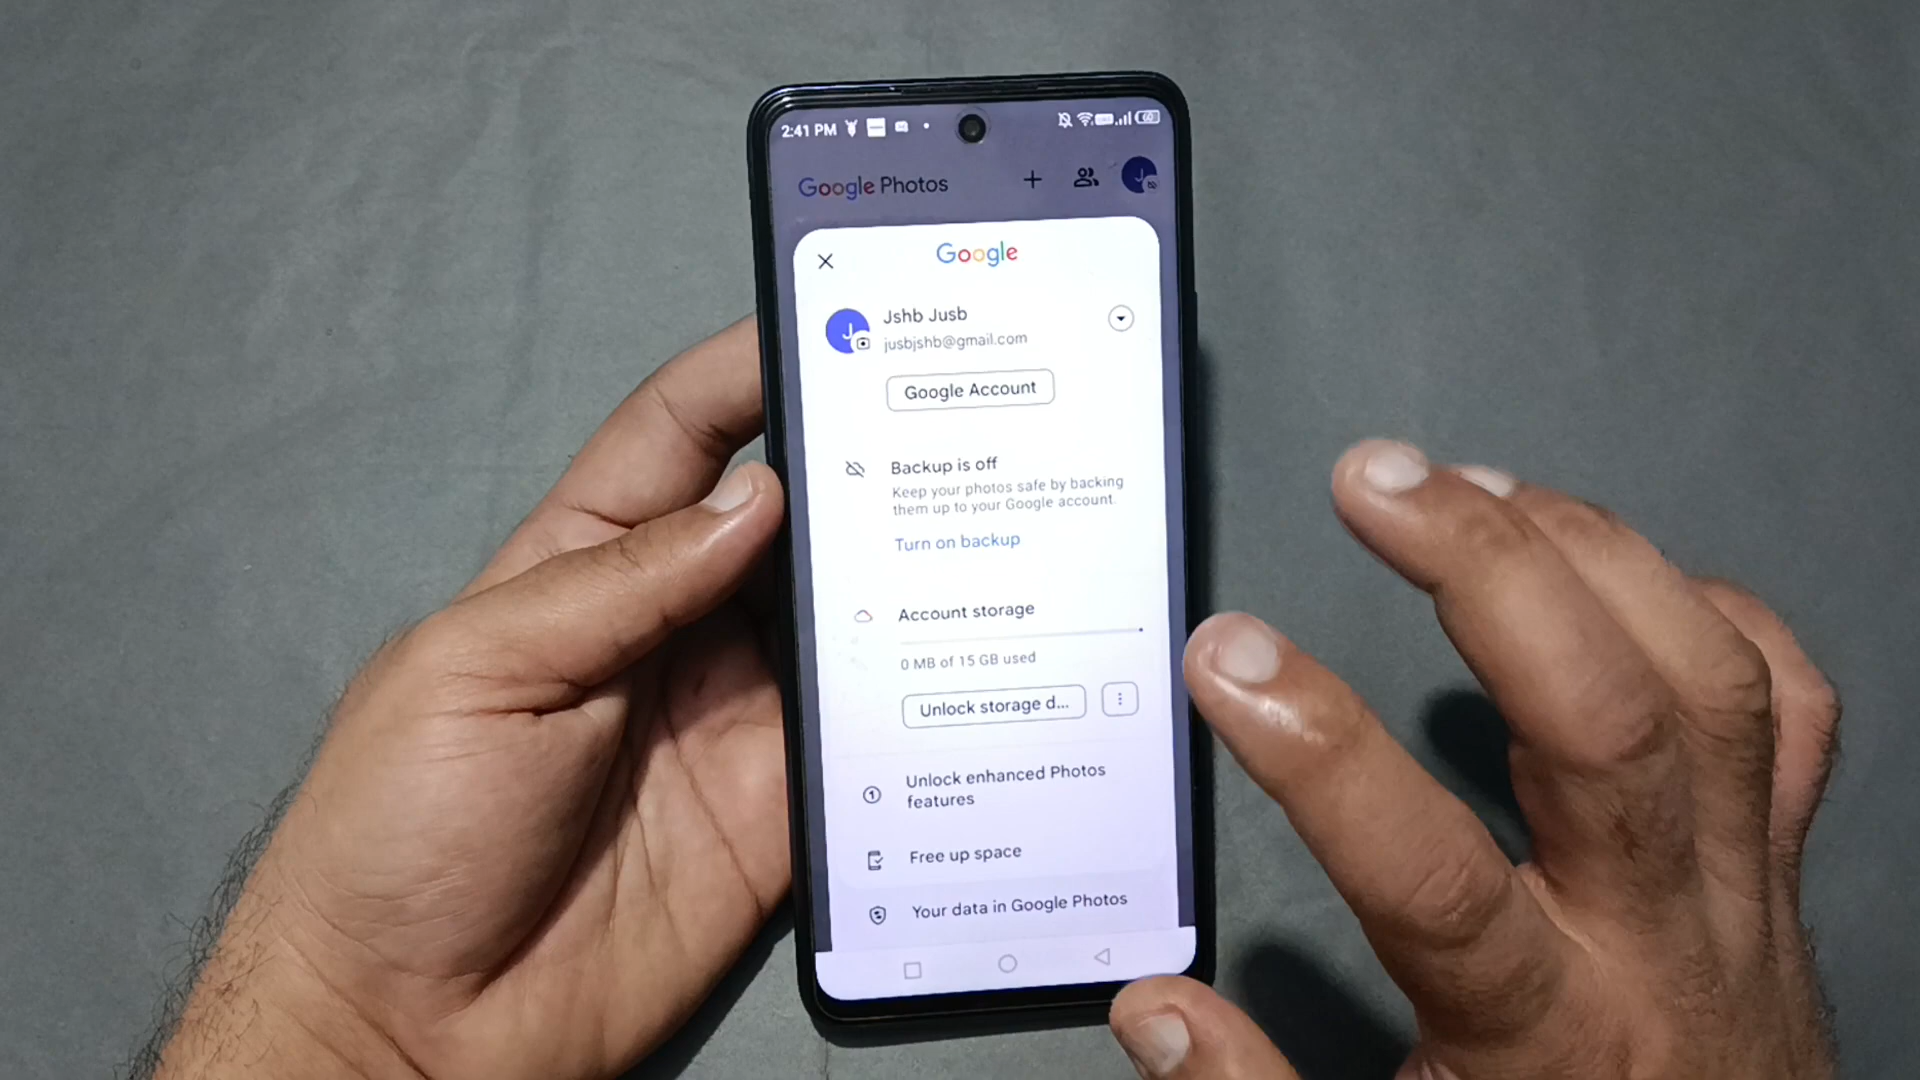 2:41 PM
60
Google Photos
J
Google
J
Jshb Jusb
jusbjshb@gmail.com
Google Account
Backup is off
Keep your photos safe by backing
them up to your Google account.
Turn on backup
Account storage
0 MB of 15 GB used
Unlock storage d...
Unlock enhanced Photos
features
Free up space
Your data in Google Photos